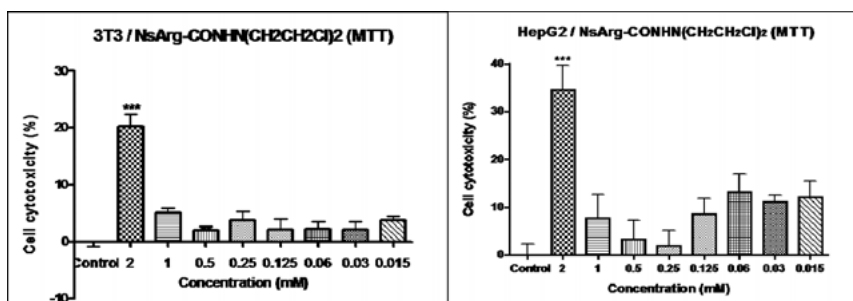 3T3 / NsArg-CONHN(CH2CH2Cl)2 (MTT)
30
20
10
0
-10
Cell cytotoxicity (%)
***
Control 2 1 0.5 0.25 0.125 0.06 0.03 0.015
Concentration (mM)
HepG2 / NsArg-CONHN(CH₂CH₂Cl)₂ (MTT)
40
30
20
10
0
Cell cytotoxicity (%)
***
Control 2 1 0.5 0.25 0.125 0.06 0.03 0.015
Concentration (mM)